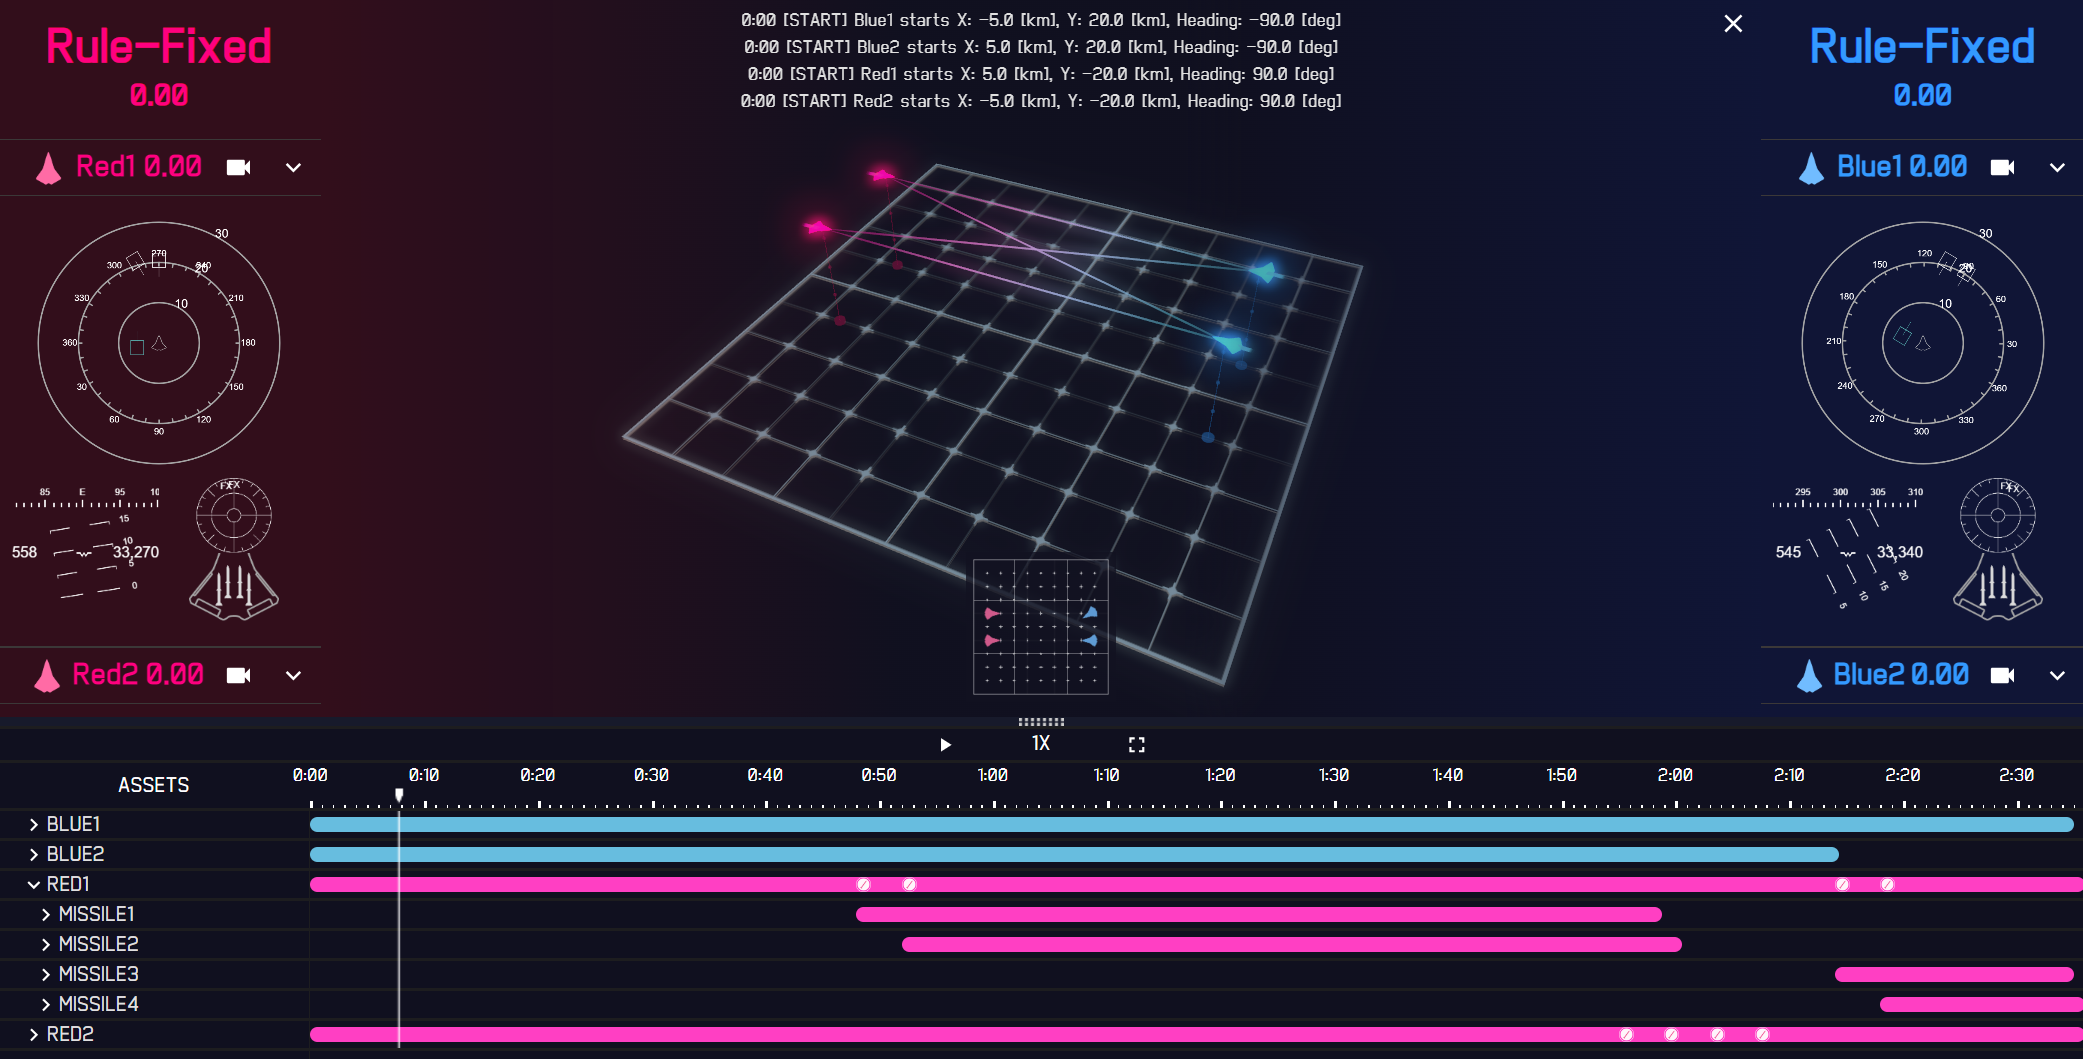 Rule-Fixed
0.00
Red1 0.00
30
270
300
240
20
330
210
10
360
180
30
150
60
120
90
85 E 95 10
15
10
558
33,270
5
0
FX FX
Red2 0.00
0:00 [START] Blue1 starts X: -5.0 [km], Y: 20.0 [km], Heading: -90.0 [deg]
0:00 [START] Blue2 starts X: 5.0 [km], Y: 20.0 [km], Heading: -90.0 [deg]
0:00 [START] Red1 starts X: 5.0 [km], Y: -20.0 [km], Heading: 90.0 [deg]
0:00 [START] Red2 starts X: -5.0 [km], Y: -20.0 [km], Heading: 90.0 [deg]
Rule-Fixed
0.00
Blue1 0.00
30
120
150
20
180
60
10
210
30
240
360
270
330
300
295 300 305 310
545
33,340
20
15
10
5
FX FX
Blue2 0.00
1X
ASSETS
0:00 0:10 0:20 0:30 0:40 0:50 1:00 1:10 1:20 1:30 1:40 1:50 2:00 2:10 2:20 2:30
BLUE1
BLUE2
RED1
MISSILE1
MISSILE2
MISSILE3
MISSILE4
RED2